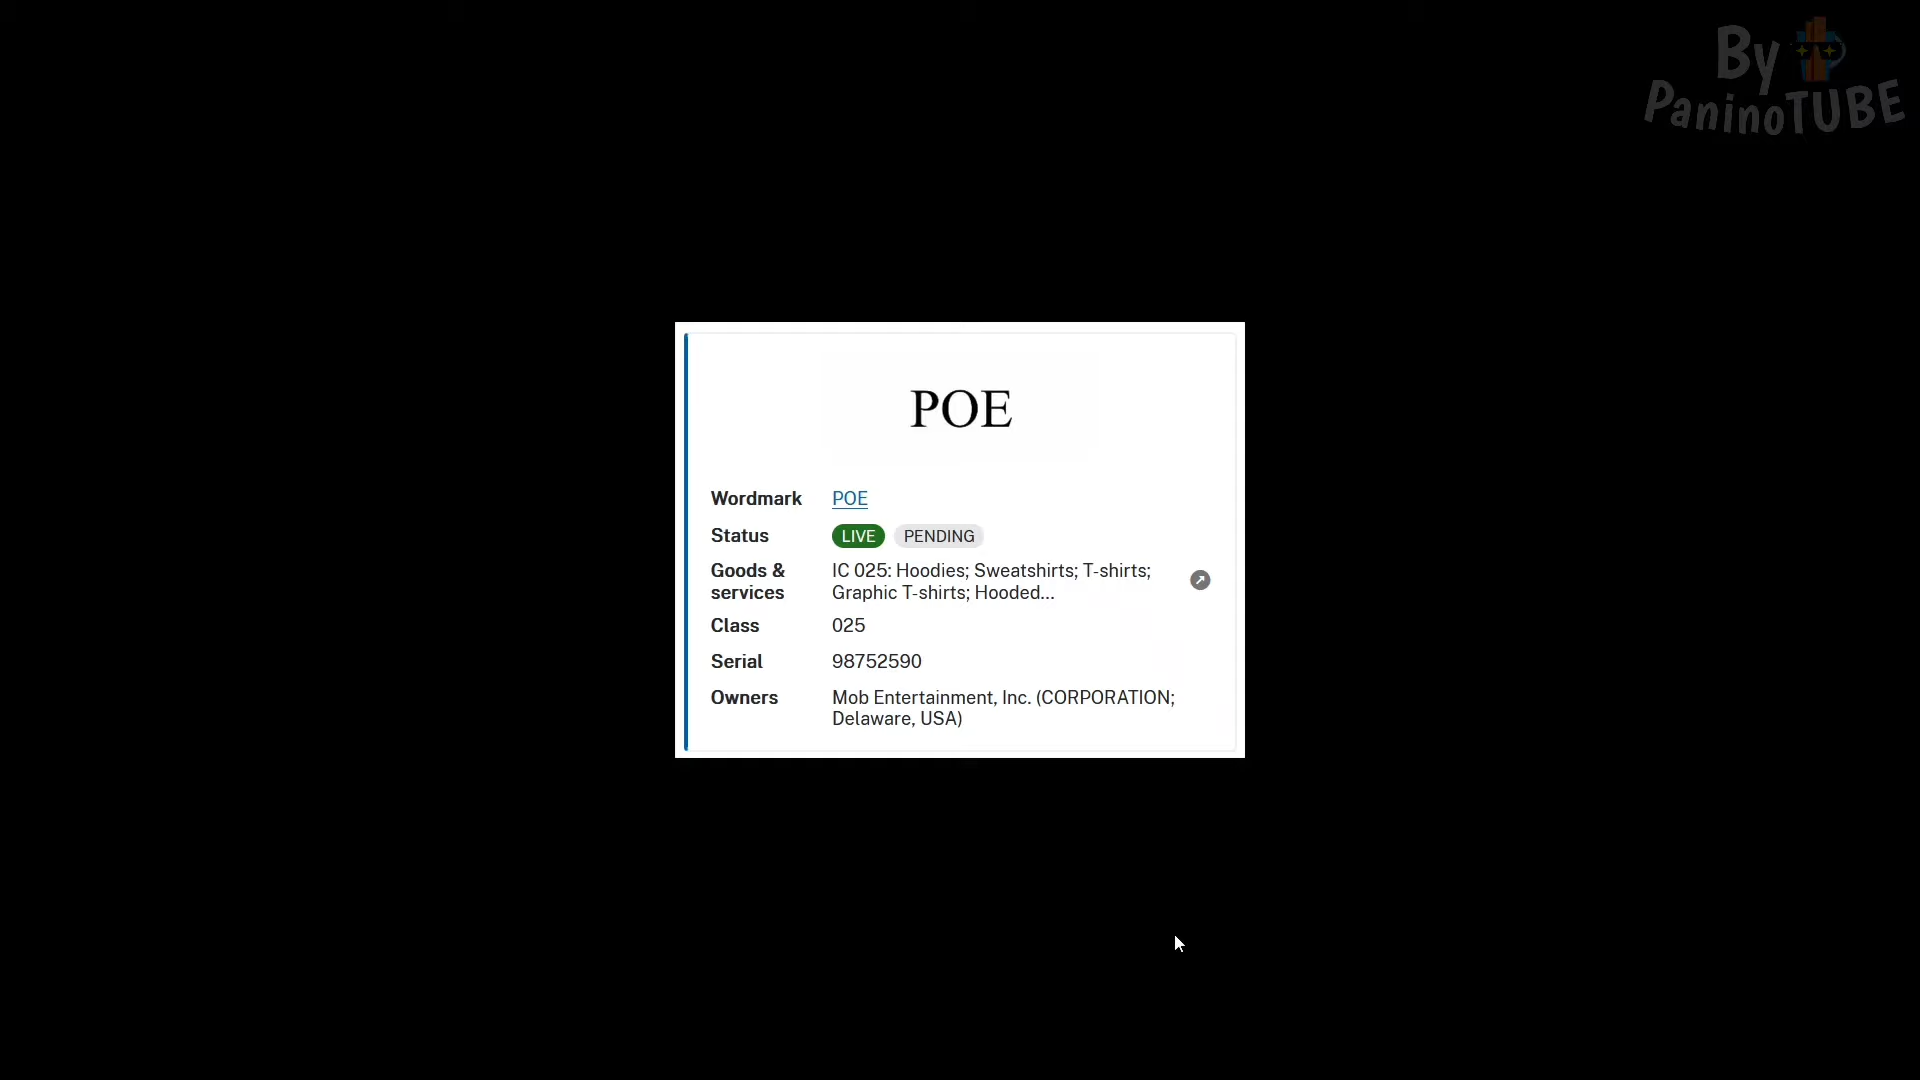 By
PaninoTUBE
POE
Wordmark POE
Status LIVE PENDING
Goods & services IC 025: Hoodies; Sweatshirts; T-shirts;
Graphic T-shirts; Hooded...
Class 025
Serial 98752590
Owners Mob Entertainment, Inc. (CORPORATION;
Delaware, USA)